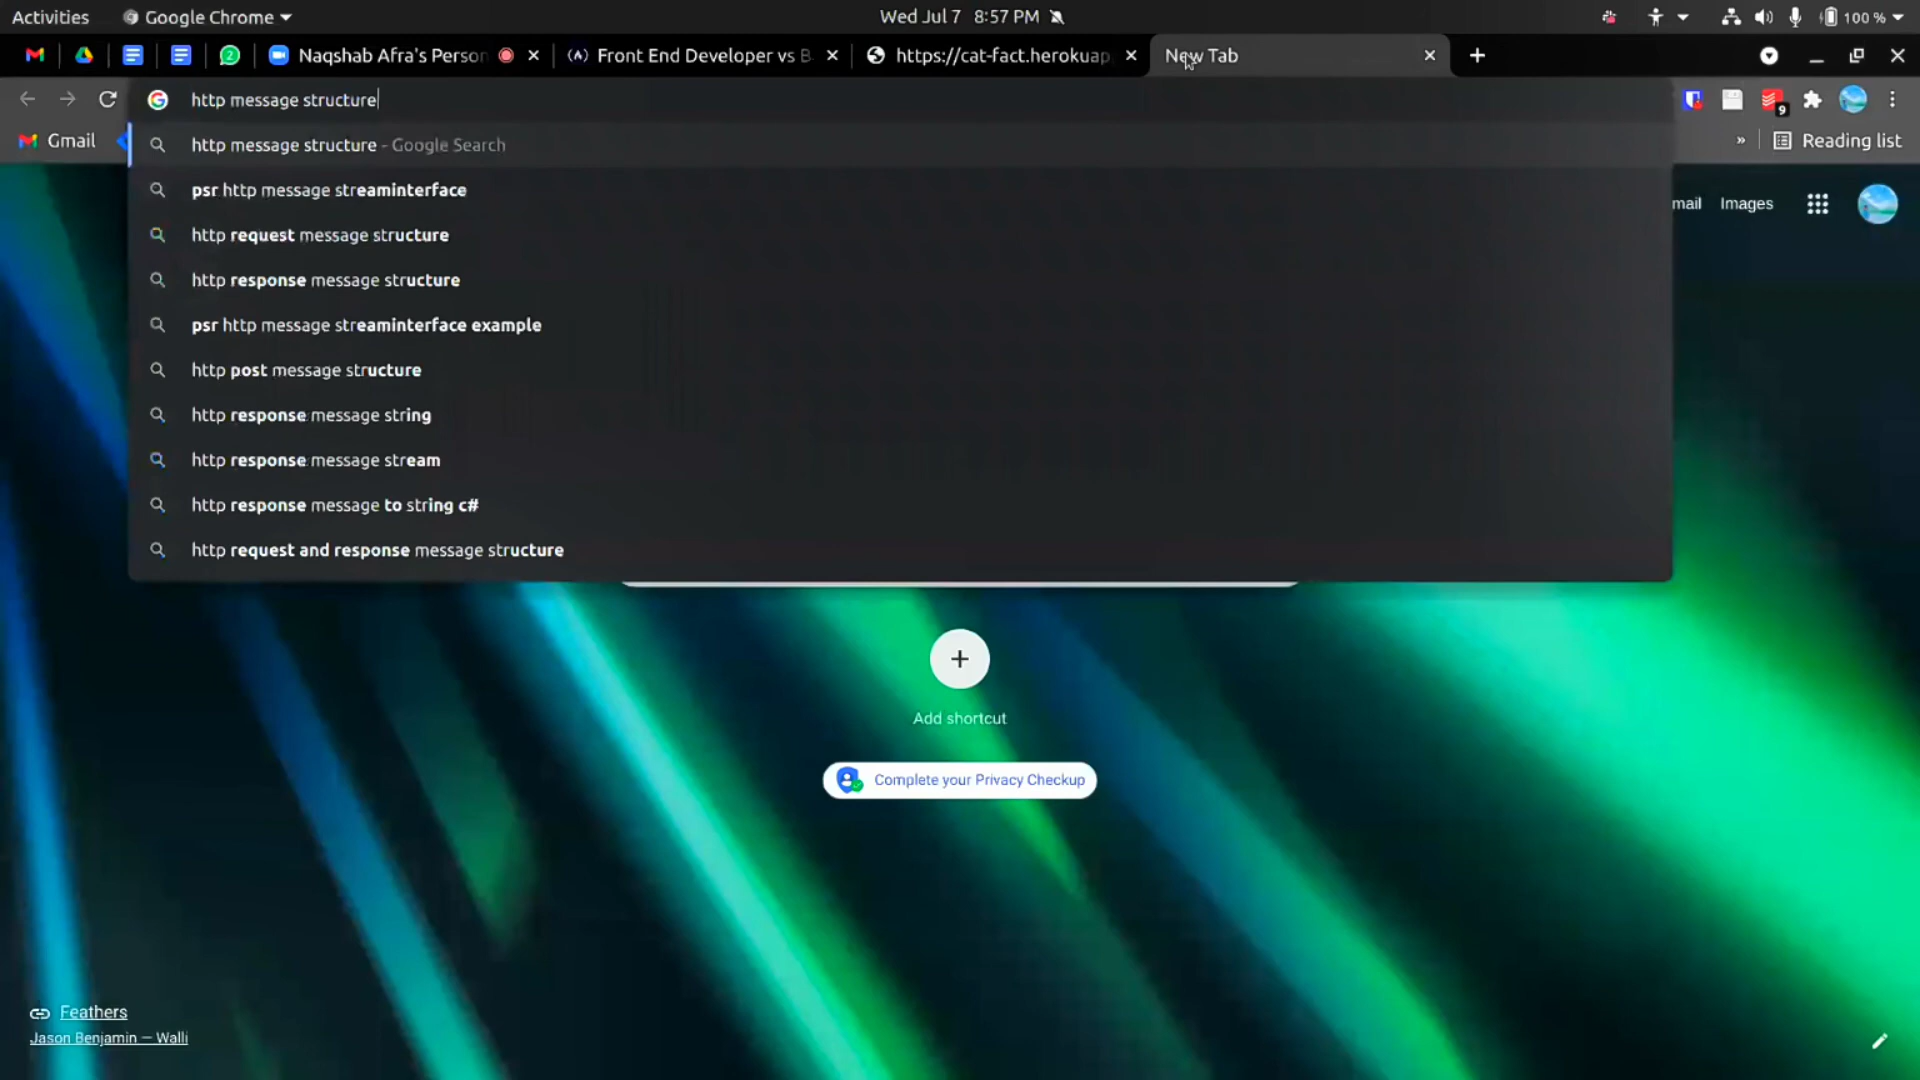 Activities Google Chrome Wed Jul 7 8:57 PM 100 %
2 Naqshab Afra's Person Front End Developer vs B https://cat-fact.herokuap New Tab
http message structure 9
Gmail » Reading list
http message structure - Google Search
psr http message streaminterface
http request message structure
mail Images
http response message structure
psr http message streaminterface example
http post message structure
http response message string
http response message stream
http response message to string c#
http request and response message structure
Add shortcut
Complete your Privacy Checkup
Feathers
Jason Benjamin — Walli